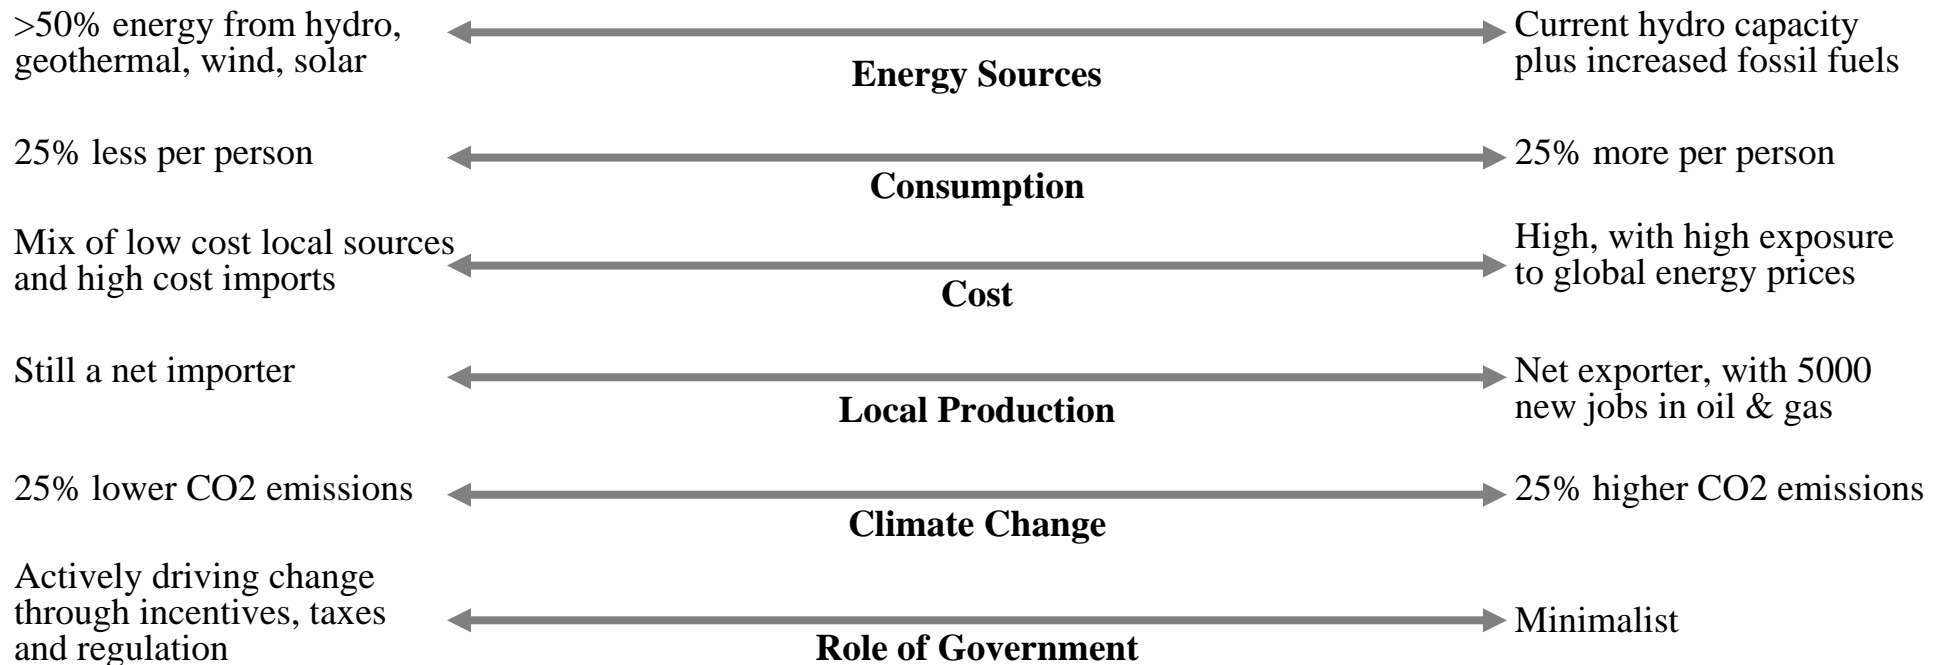 >50% energy from hydro,
geothermal, wind, solar
Current hydro capacity
plus increased fossil fuels
Energy Sources
25% less per person
25% more per person
Consumption
Mix of low cost local sources
and high cost imports
High, with high exposure
to global energy prices
Cost
Still a net importer
Net exporter, with 5000
new jobs in oil & gas
Local Production
25% lower CO2 emissions
25% higher CO2 emissions
Climate Change
Actively driving change
through incentives, taxes
and regulation
Minimalist
Role of Government